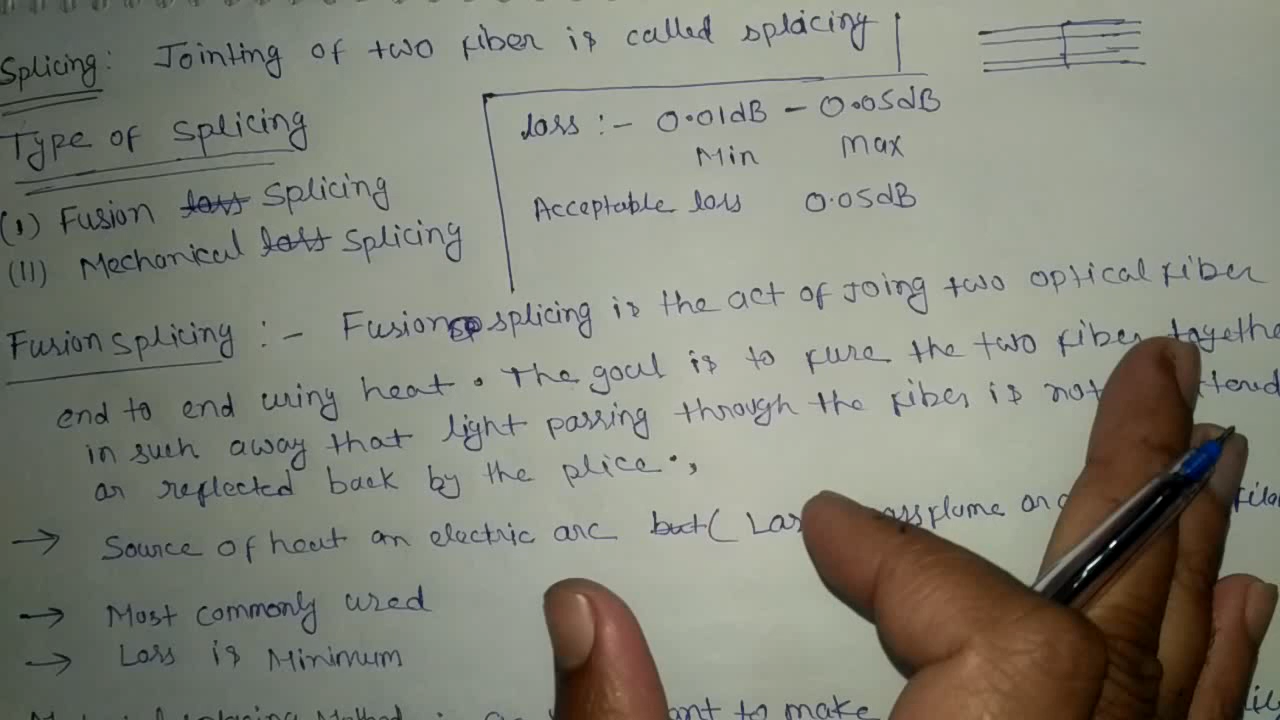 Splicing: Jointing of two fiber is called splacing
Type of splicing
(I) Fusion loss splicing
(II) Mechanical loss splicing
Loss :- 0.01dB - 0.05dB
Min Max
Acceptable loss 0.05dB
Fusion splicing :- Fusion sp splicing is the act of Joing two optical fiber
end to end using heat. The goal is to fuse the two fiber togethe
in such away that light passing through the fiber is not
or reflected back by the plice.
→ Source of heat an electric arc but (
→ Most commonly used
→ Loss is Minimum
to make